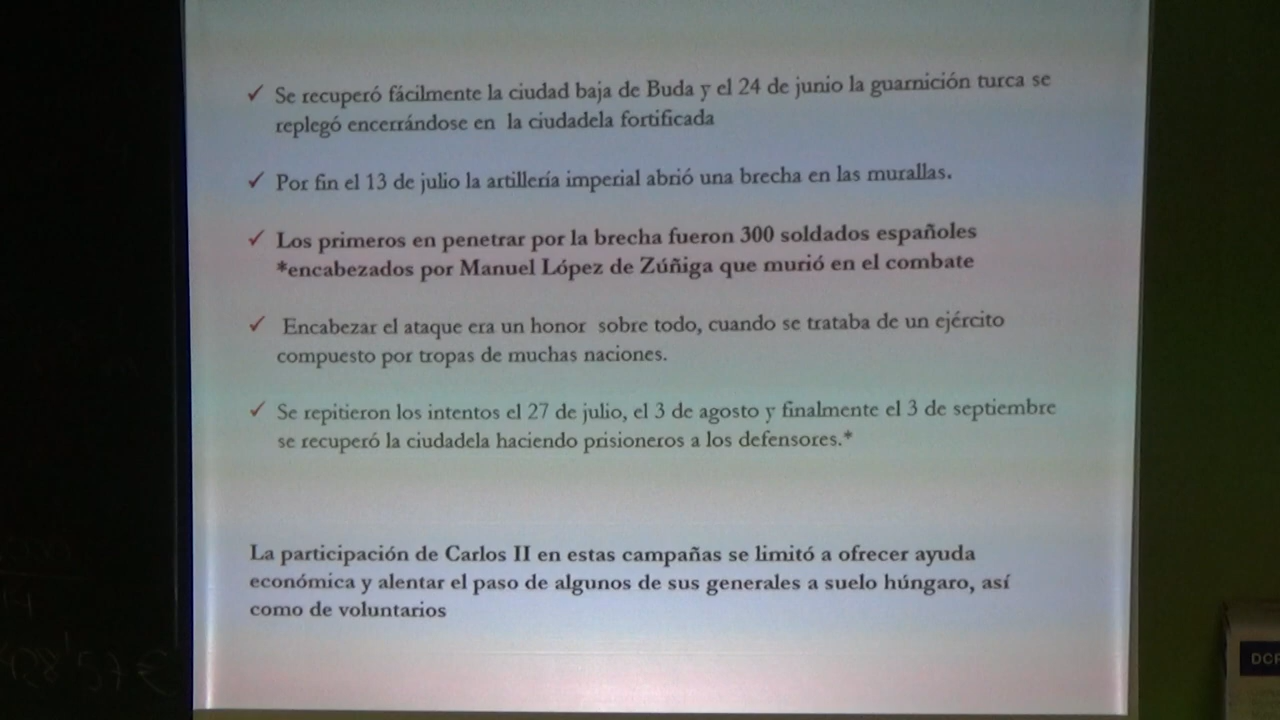 ✓ Se recuperó fácilmente la ciudad baja de Buda y el 24 de junio la guarnición turca se
replegó encerrándose en la ciudadela fortificada
✓ Por fin el 13 de julio la artillería imperial abrió una brecha en las murallas.
✓ Los primeros en penetrar por la brecha fueron 300 soldados españoles
*encabezados por Manuel López de Zúñiga que murió en el combate
✓ Encabezar el ataque era un honor sobre todo, cuando se trataba de un ejército
compuesto por tropas de muchas naciones.
✓ Se repitieron los intentos el 27 de julio, el 3 de agosto y finalmente el 3 de septiembre
se recuperó la ciudadela haciendo prisioneros a los defensores.*
La participación de Carlos II en estas campañas se limitó a ofrecer ayuda
económica y alentar el paso de algunos de sus generales a suelo húngaro, así
como de voluntarios